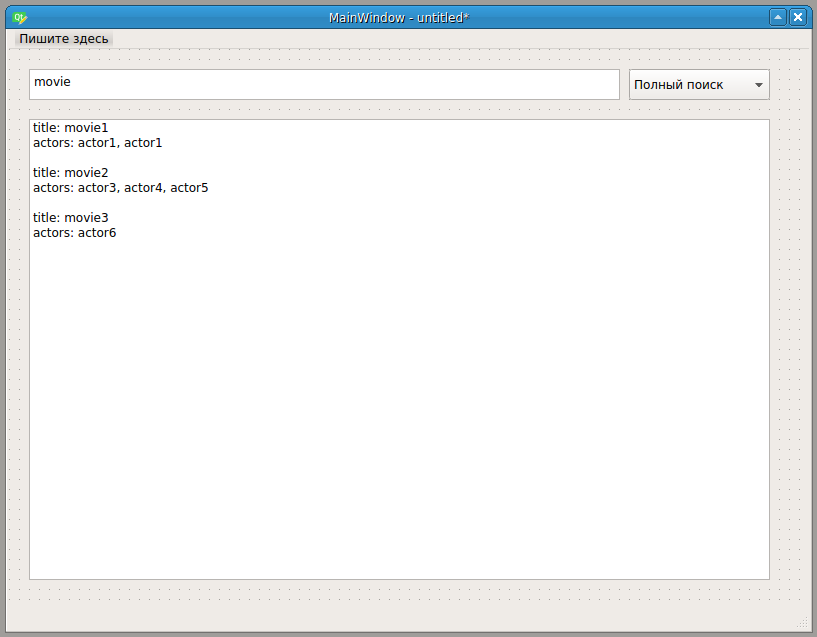 MainWindow - untitled*
Пишите здесь
movie
Полный поиск
title: movie1
actors: actor1, actor1
title: movie2
actors: actor3, actor4, actor5
title: movie3
actors: actor6